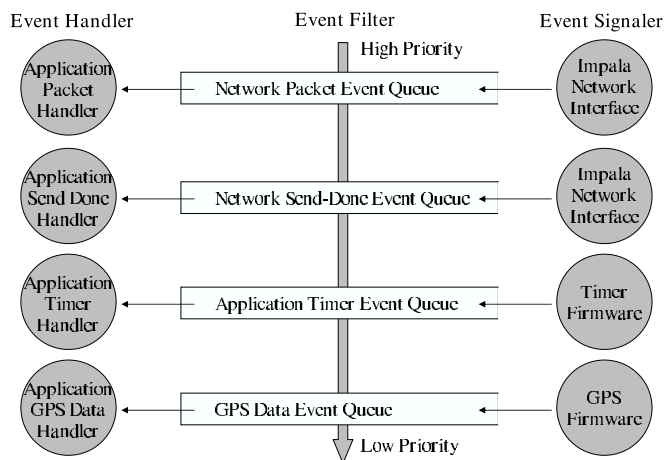 Event Handler
Event Filter
Event Signaler
High Priority
Application
Packet
Handler
Network Packet Event Queue
Impala
Network
Interface
Application
Send Done
Handler
Network Send-Done Event Queue
Impala
Network
Interface
Application
Timer
Handler
Application Timer Event Queue
Timer
Firmware
Application
GPS Data
Handler
GPS Data Event Queue
GPS
Firmware
Low Priority